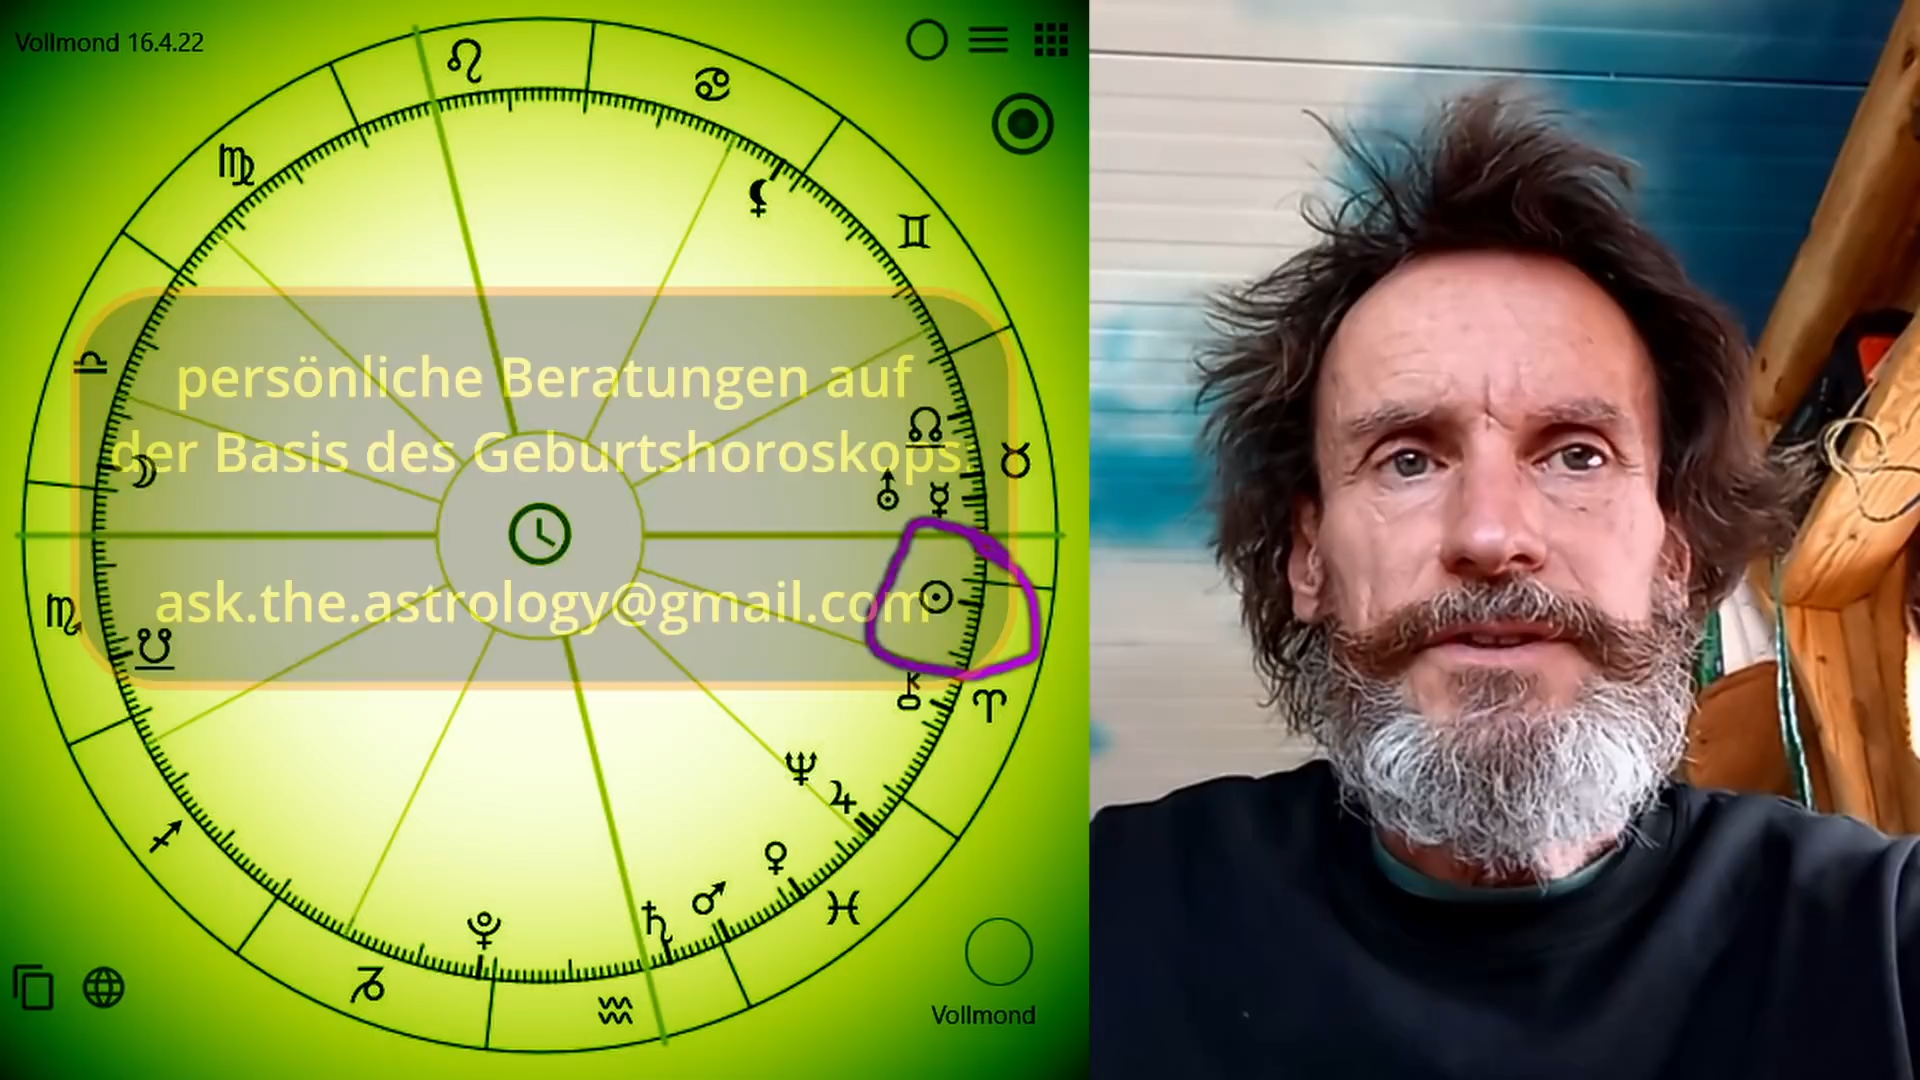 Vollmond 16.4.22
persönliche Beratungen auf
der Basis des Geburtshoroskops.
ask.the.astrology@gmail.com
Vollmond